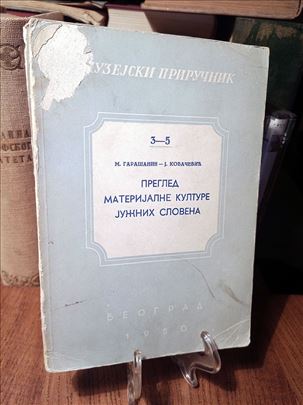 УЗЕЈСКИ ПРИРУЧНИК
3—5
М. ГАРАШАНИН — Ј. КОВАЧЕВИЋ
ПРЕГЛЕД
МАТЕРИЈАЛНЕ КУЛТУРЕ
ЈУЖНИХ СЛОВЕНА
БЕОГРАД
1950